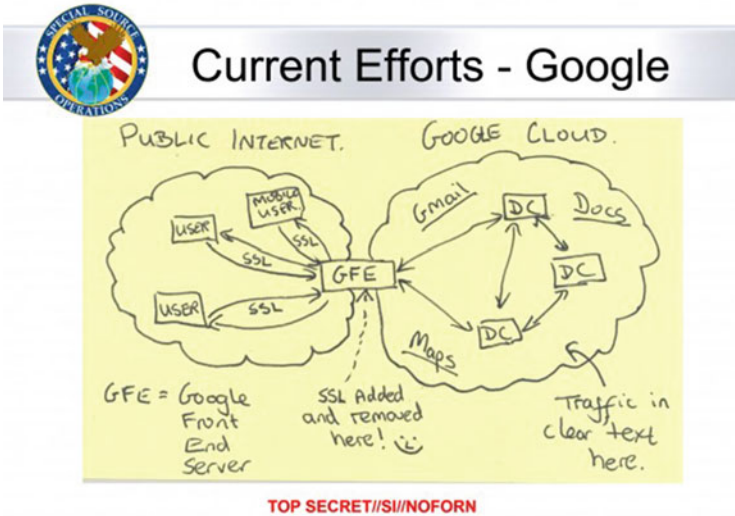 SPECIAL SOURCE
OPERATIONS
Current Efforts - Google
PUBLIC INTERNET.
GOOGLE CLOUD.
MOBILE
USER
USER
SSL
SSL
USER
SSL
GFE
Gmail
DC
Docs
DC
DC
Maps
GFE = Google
Front
End
Server
SSL Added
and removed
here!
Traffic in
clear text
here.
TOP SECRET//SI//NOFORN